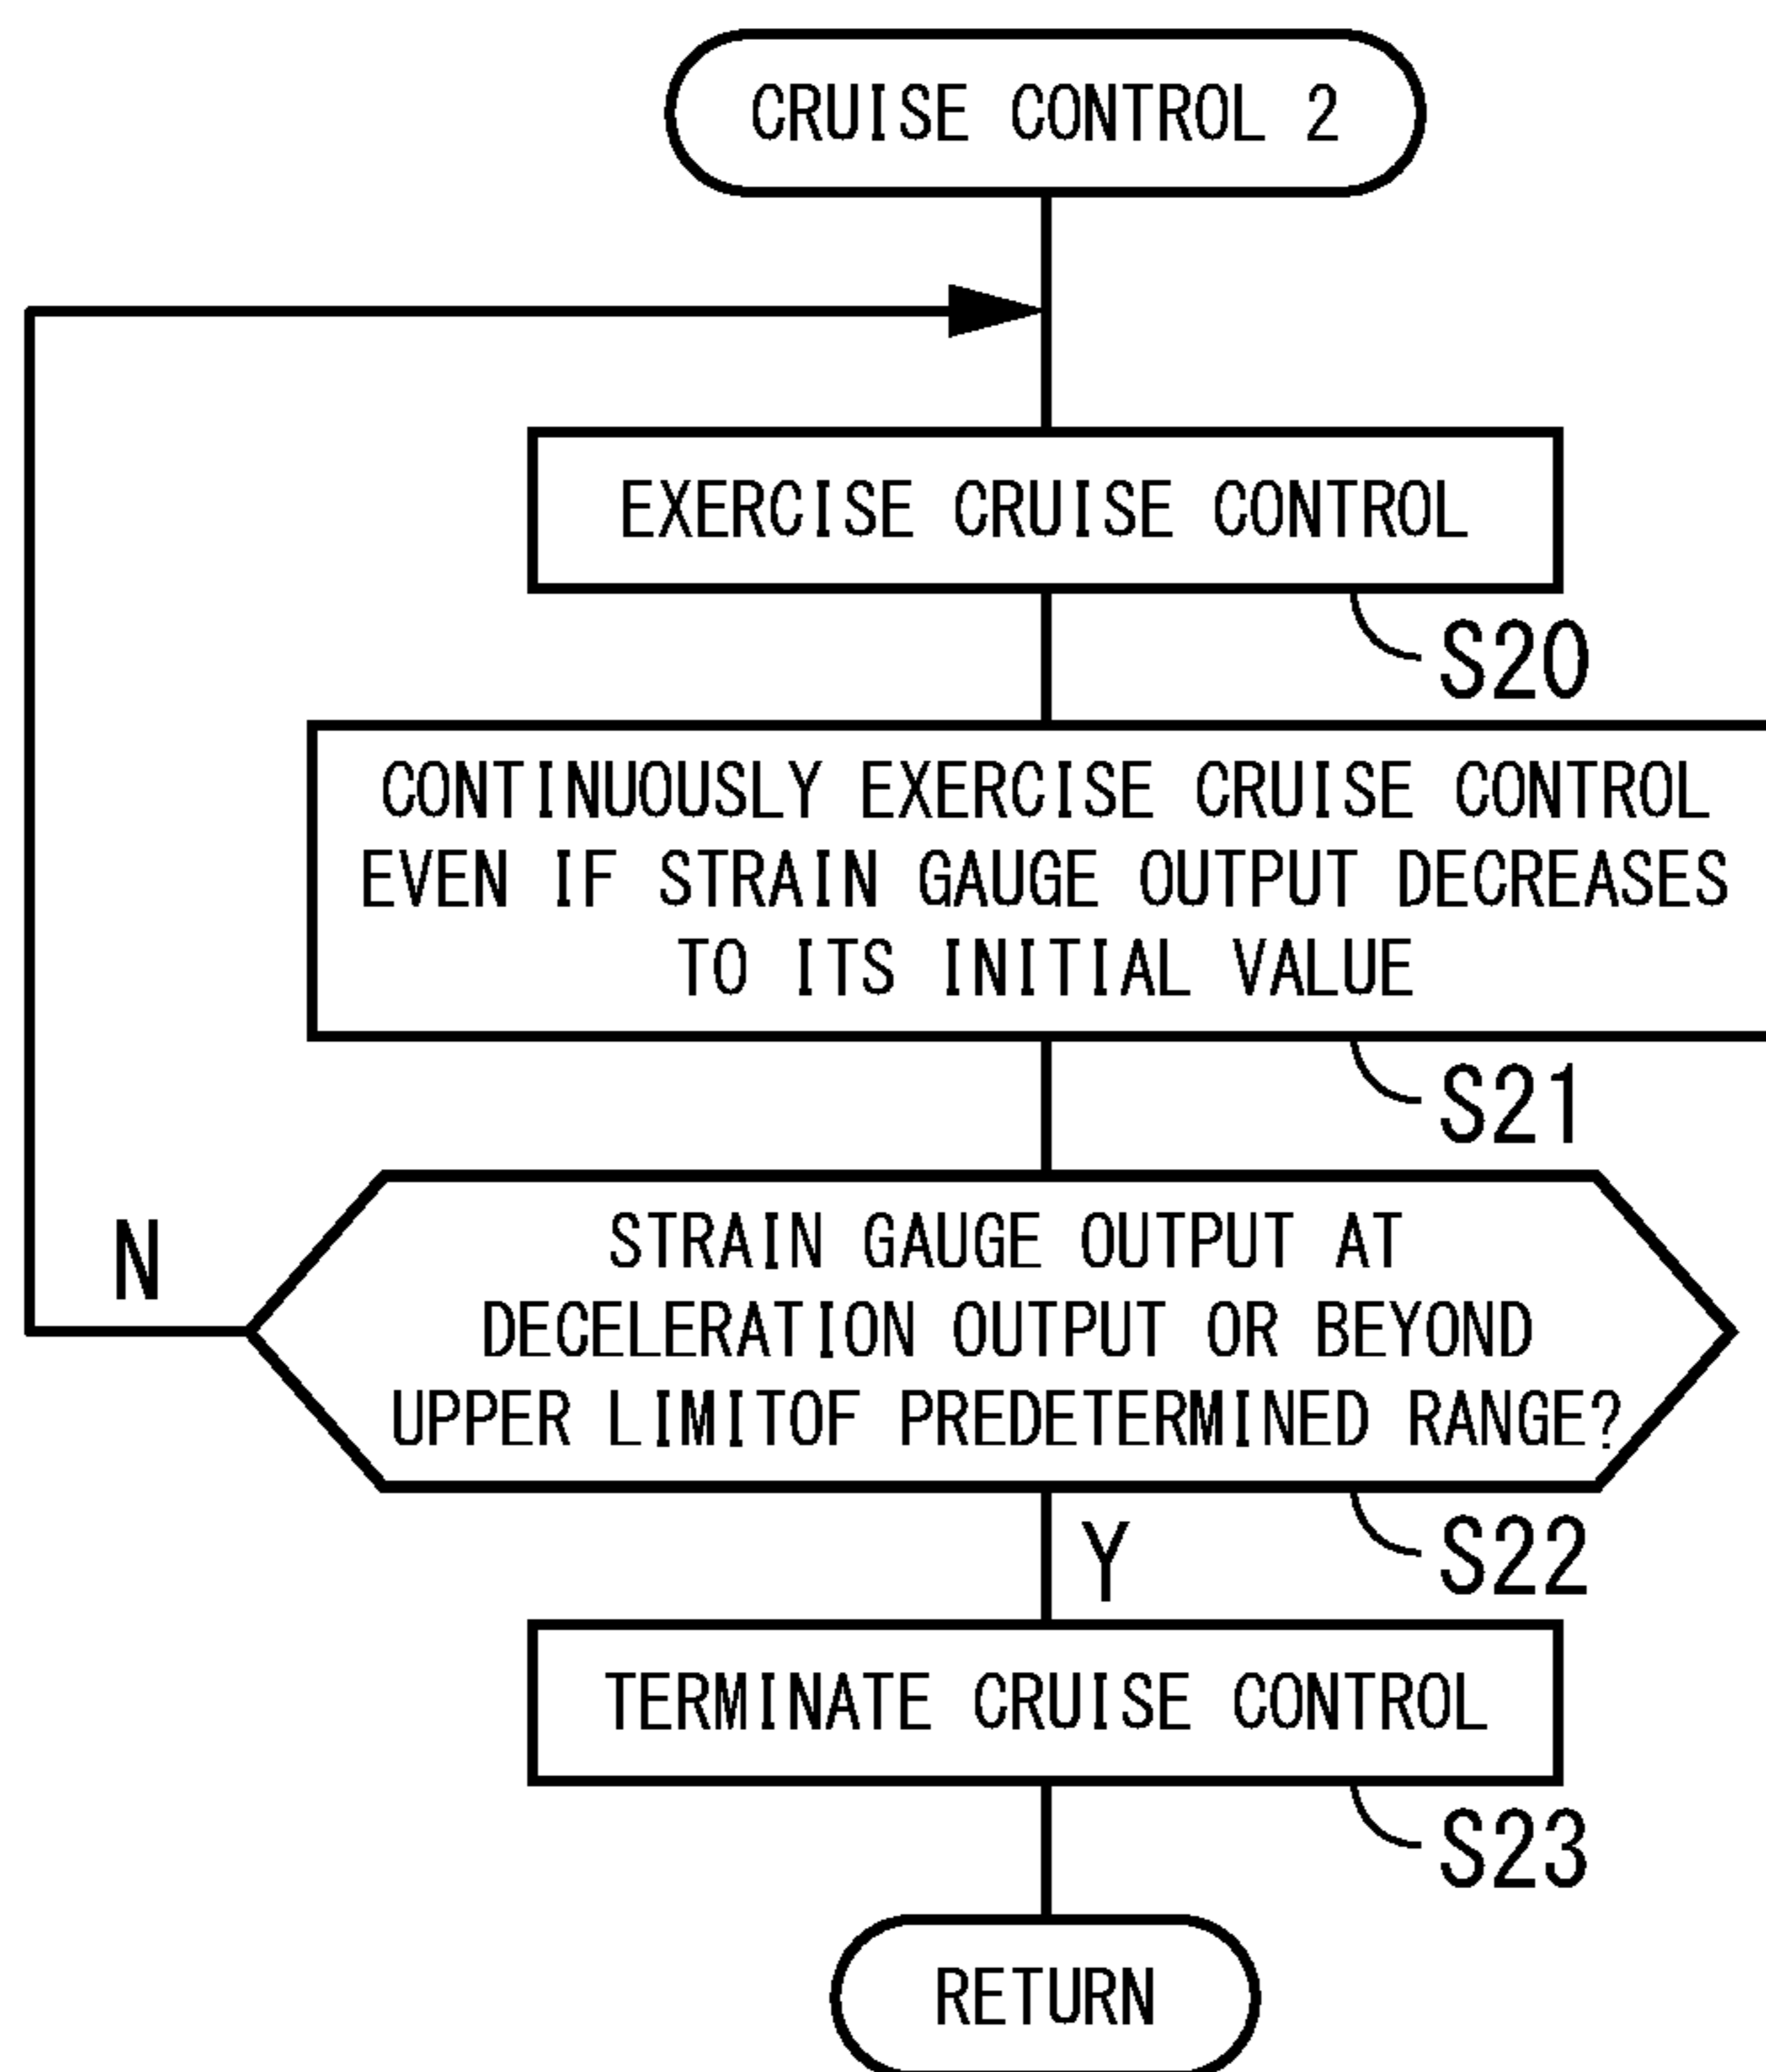 CRUISE CONTROL 2
EXERCISE CRUISE CONTROL
S20
CONTINUOUSLY EXERCISE CRUISE CONTROL
EVEN IF STRAIN GAUGE OUTPUT DECREASES
TO ITS INITIAL VALUE
S21
N
STRAIN GAUGE OUTPUT AT
DECELERATION OUTPUT OR BEYOND
UPPER LIMITOF PREDETERMINED RANGE?
Y
S22
TERMINATE CRUISE CONTROL
S23
RETURN